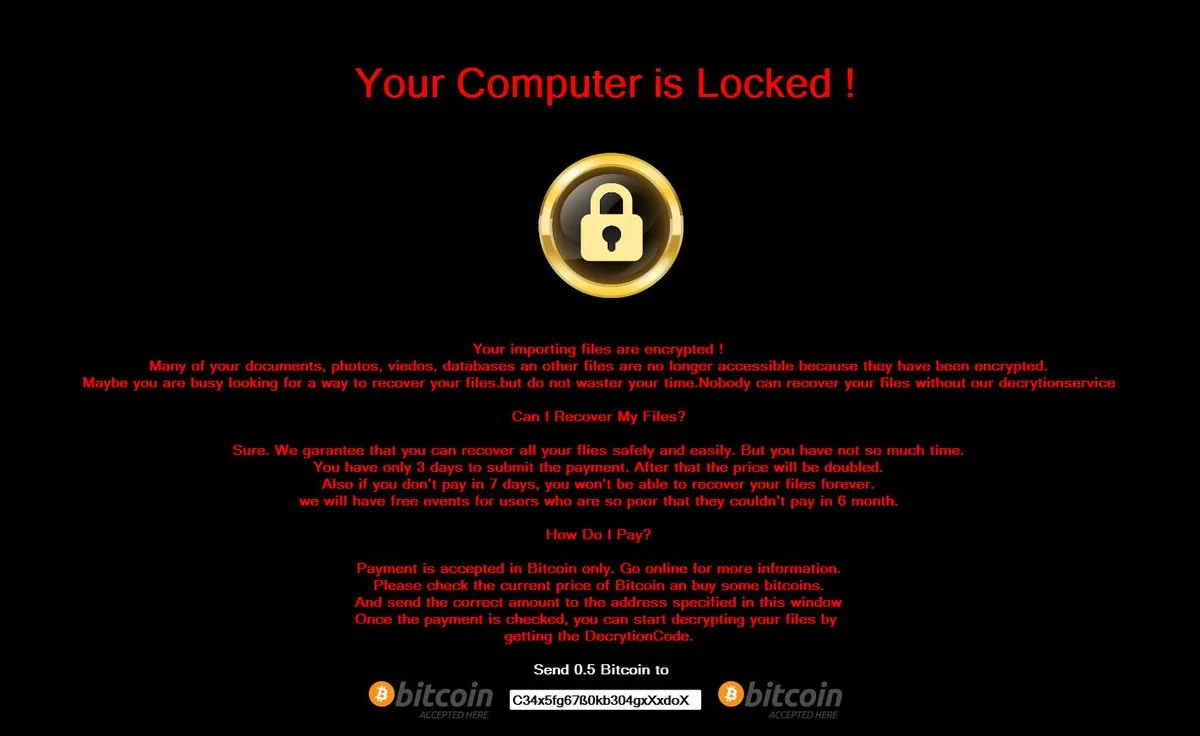 Your Computer is Locked !
Your importing files are encrypted !
Many of your documents, photos, viedos, databases an other files are no longer accessible because they have been encrypted.
Maybe you are busy looking for a way to recover your files.but do not waster your time.Nobody can recover your files without our decrytionservice
Can I Recover My Files?
Sure. We garantee that you can recover all your flies safely and easily. But you have not so much time.
You have only 3 days to submit the payment. After that the price will be doubled.
Also if you don't pay in 7 days, you won't be able to recover your files forever.
we will have free events for users who are so poor that they couldn't pay in 6 month.
How Do I Pay?
Payment is accepted in Bitcoin only. Go online for more information.
Please check the current price of Bitcoin an buy some bitcoins.
And send the correct amount to the address specified in this window
Once the payment is checked, you can start decrypting your files by
getting the DecrytionCode.
Send 0.5 Bitcoin to
bitcoin
ACCEPTED HERE
C34x5fg67ß0kb304gxXxdoX
bitcoin
ACCEPTED HERE